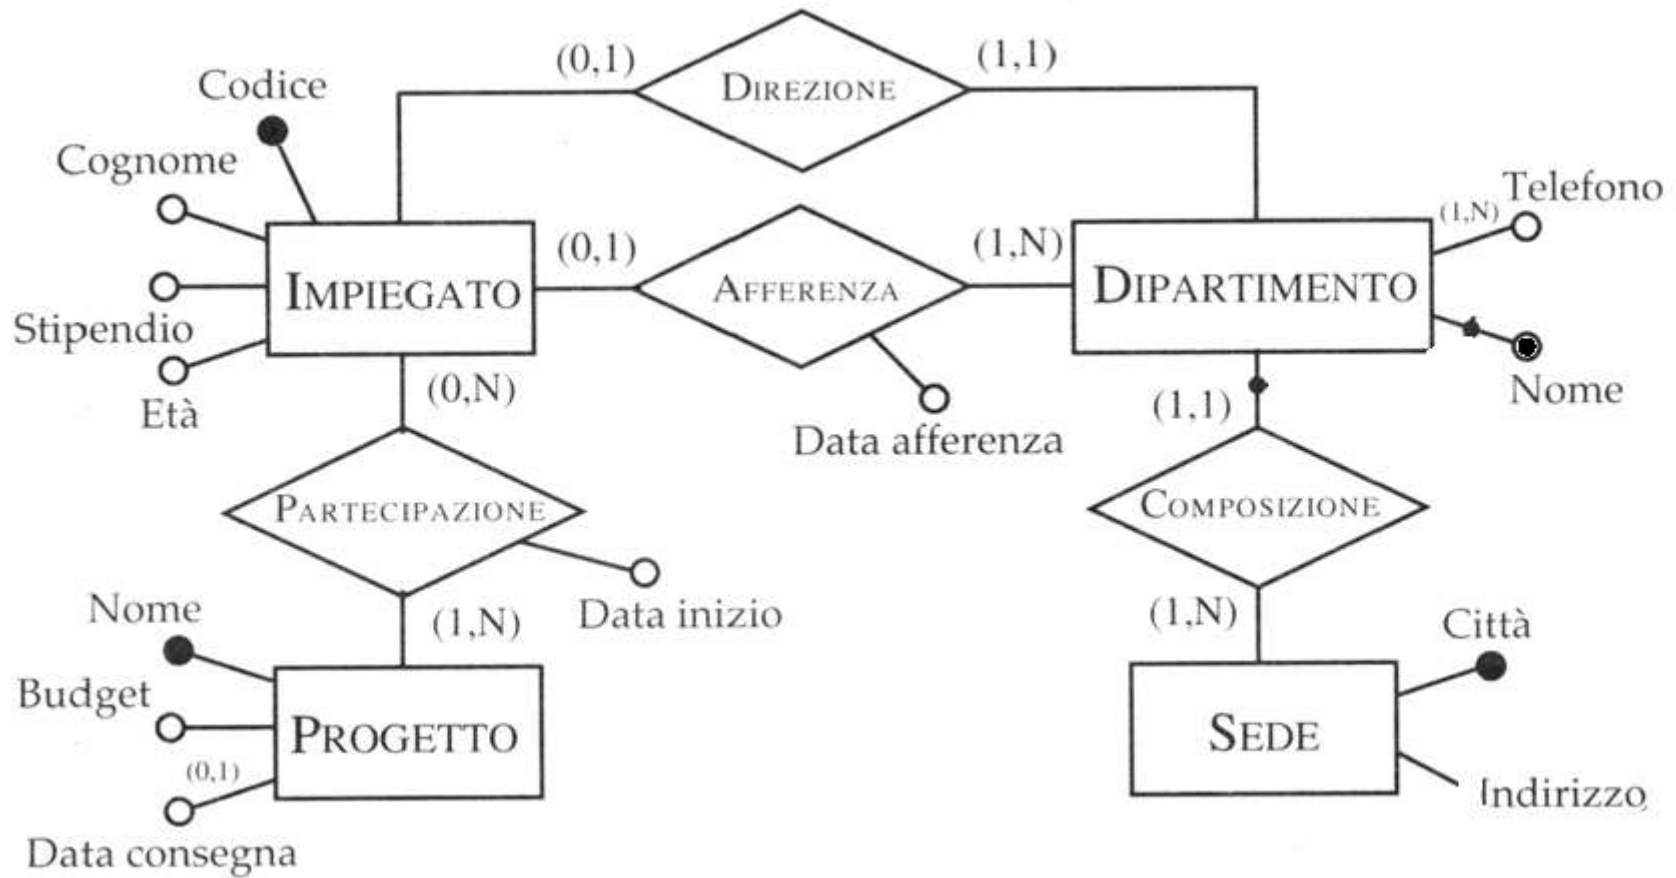 (0,1)
(1,1)
DIREZIONE
Codice
Cognome
Telefono
(1,N)
(0,1)
(1,N)
IMPIEGATO
AFFERENZA
DIPARTIMENTO
Stipendio
Età
(0,N)
Data afferenza
(1,1)
Nome
PARTECIPAZIONE
COMPOSIZIONE
Nome
(1,N)
Data inizio
(1,N)
Città
Budget
PROGETTO
SEDE
(0,1)
Indirizzo
Data consegna